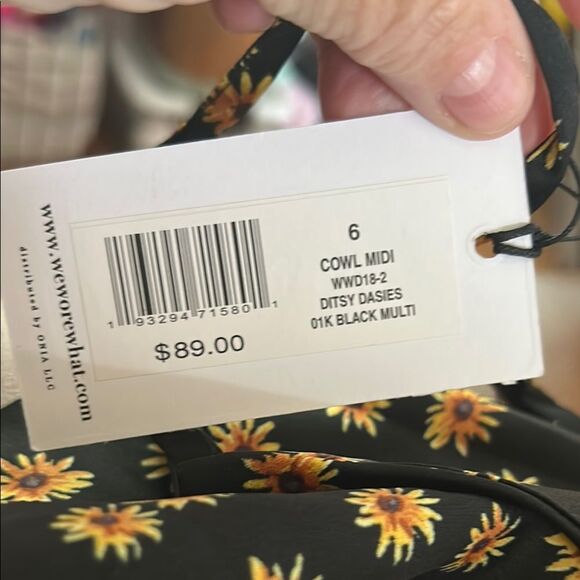 www.weworewhat.com
distributed by ONIA LLC
1 93294 71580 1
$89.00
6
COWL MIDI
WWD18-2
DITSY DASIES
01K BLACK MULTI